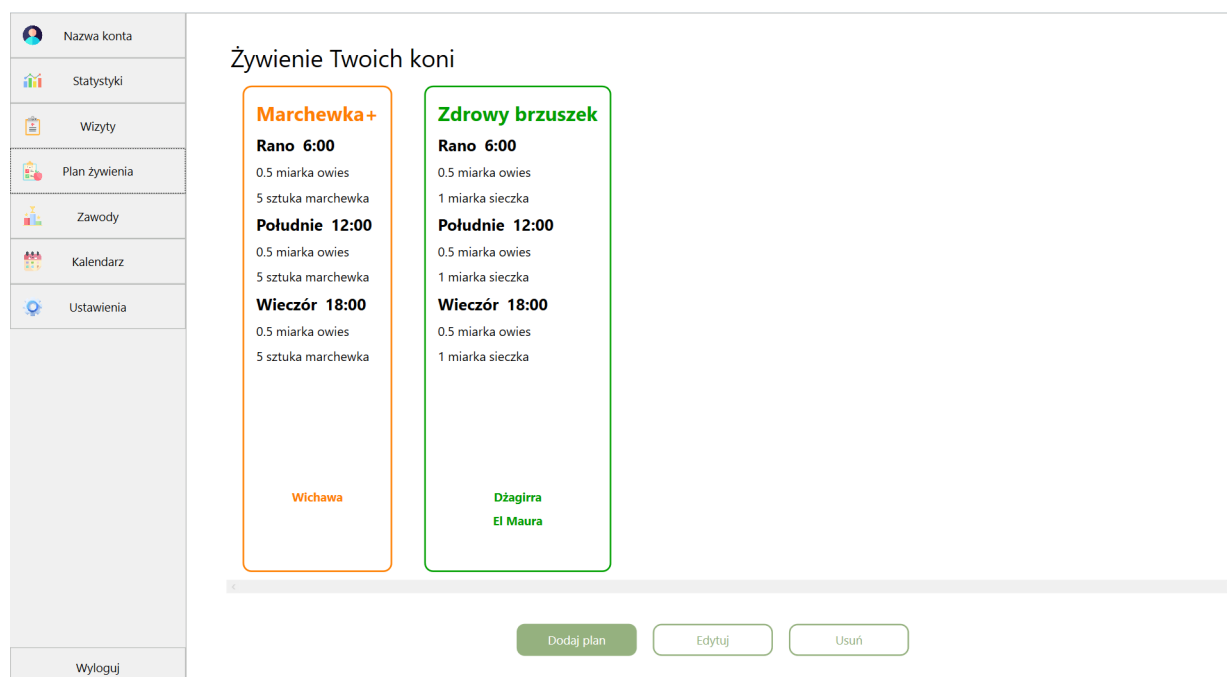 Nazwa konta
Statystyki
Wizyty
Plan żywienia
Zawody
Kalendarz
Ustawienia
Wyloguj
Żywienie Twoich koni
Marchewka+
Rano 6:00
0.5 miarka owies
5 sztuka marchewka
Południe 12:00
0.5 miarka owies
5 sztuka marchewka
Wieczór 18:00
0.5 miarka owies
5 sztuka marchewka
Wichawa
Zdrowy brzuszek
Rano 6:00
0.5 miarka owies
1 miarka sieczka
Południe 12:00
0.5 miarka owies
1 miarka sieczka
Wieczór 18:00
0.5 miarka owies
1 miarka sieczka
Dżagirra
El Maura
Dodaj plan
Edytuj
Usuń